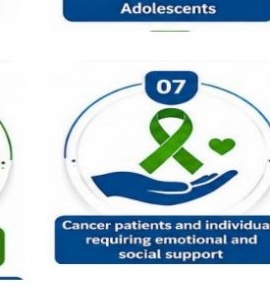 Adolescents
07
Cancer patients and individua
requiring emotional and
social support